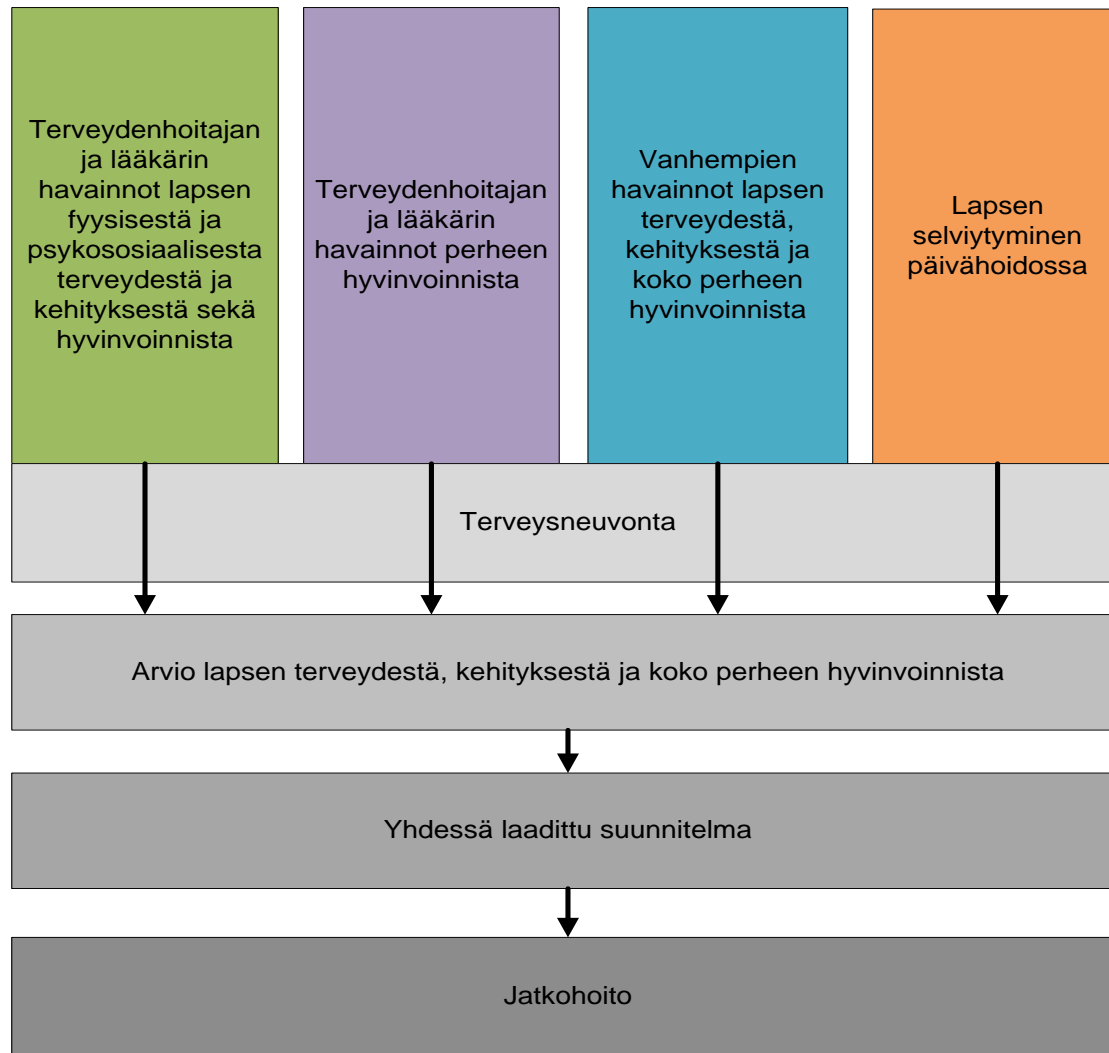 Terveydenhoitajan
ja lääkärin
havainnot lapsen
fyysisestä ja
psykososiaalisesta
terveydestä ja
kehityksestä sekä
hyvinvoinnista
Terveydenhoitajan
ja lääkärin
havainnot perheen
hyvinvoinnista
Vanhempien
havainnot lapsen
terveydestä,
kehityksestä ja
koko perheen
hyvinvoinnista
Lapsen
selviytyminen
päivähoidossa
Terveysneuvonta
Arvio lapsen terveydestä, kehityksestä ja koko perheen hyvinvoinnista
Yhdessä laadittu suunnitelma
Jatkohoito